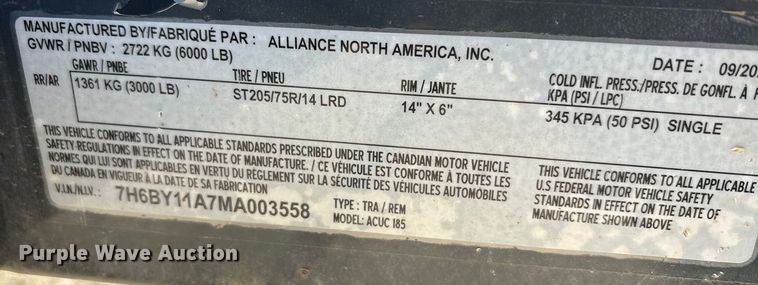 MANUFACTURED BY/FABRIQUÉ PAR : ALLIANCE NORTH AMERICA, INC.
GVWR / PNBV : 2722 KG (6000 LB) DATE : 09/20
GAWR / PNBE TIRE / PNEU RIM / JANTE COLD INFL. PRESS./PRESS. DE GONFL. À
KPA (PSI / LPC)
RR/AR 1361 KG (3000 LB) ST205/75R/14 LRD 14" X 6" 345 KPA (50 PSI) SINGLE
THIS VEHICLE CONFORMS TO ALL APPLICABLE STANDARDS PRESCRIBED UNDER THE CANADIAN MOTOR VEHICLE
SAFETY REGULATIONS IN EFFECT ON THE DATE OF MANUFACTURE. / CE VÉHICULE EST CONFORME À TOUTES LES
NORMES QUI LUI SONT APPLICABLES EN VERTU DU RÈGLEMENT SUR LA SÉCURITÉ DES VÉHICULES AUTOMOBILES
DU CANADA EN VIGUEUR À LA DATE DE SA FABRICATION
THIS VEHICLE CONFORMS TO ALL APPLICABLE
U.S FEDERAL MOTOR VEHICLE SAFETY
STANDARDS IN EFFECT ON THE DATE OF
MANUFACTURE SHOWN ABOVE
V.I.N./N.I.V. : 7H6BY11A7MA003558 TYPE : TRA / REM
MODEL: ACUC 185
Purple Wave Auction